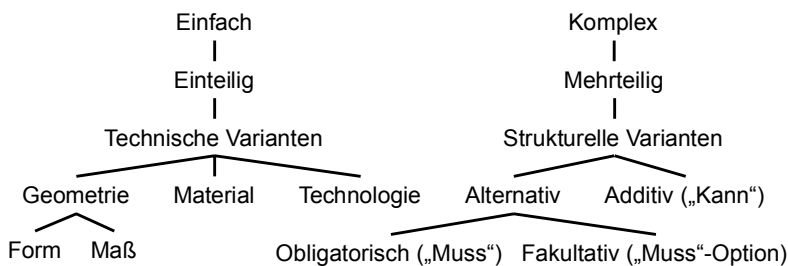 Einfach Komplex
Einteilig Mehrteilig
Technische Varianten Strukturelle Varianten
Geometrie Material Technologie Alternativ Additiv („Kann“)
Form Maß Obligatorisch („Muss“) Fakultativ („Muss“-Option)